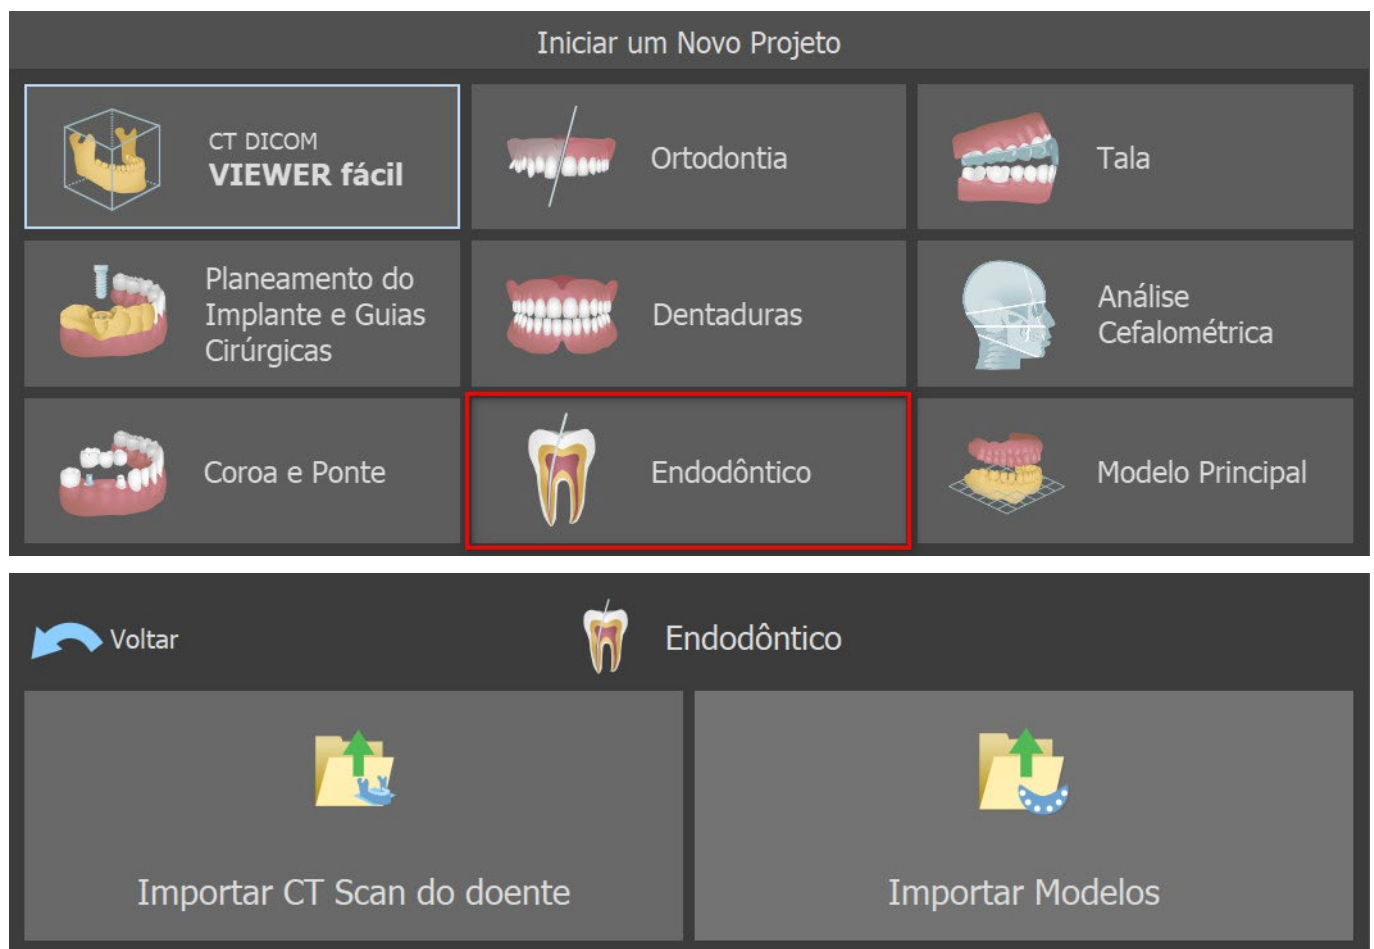 Iniciar um Novo Projeto
CT DICOM
VIEWER fácil
Ortodontia
Tala
Planeamento do
Implante e Guias
Cirúrgicas
Dentaduras
Análise
Cefalométrica
Coroa e Ponte
Endodôntico
Modelo Principal
Voltar
Endodôntico
Importar CT Scan do doente
Importar Modelos